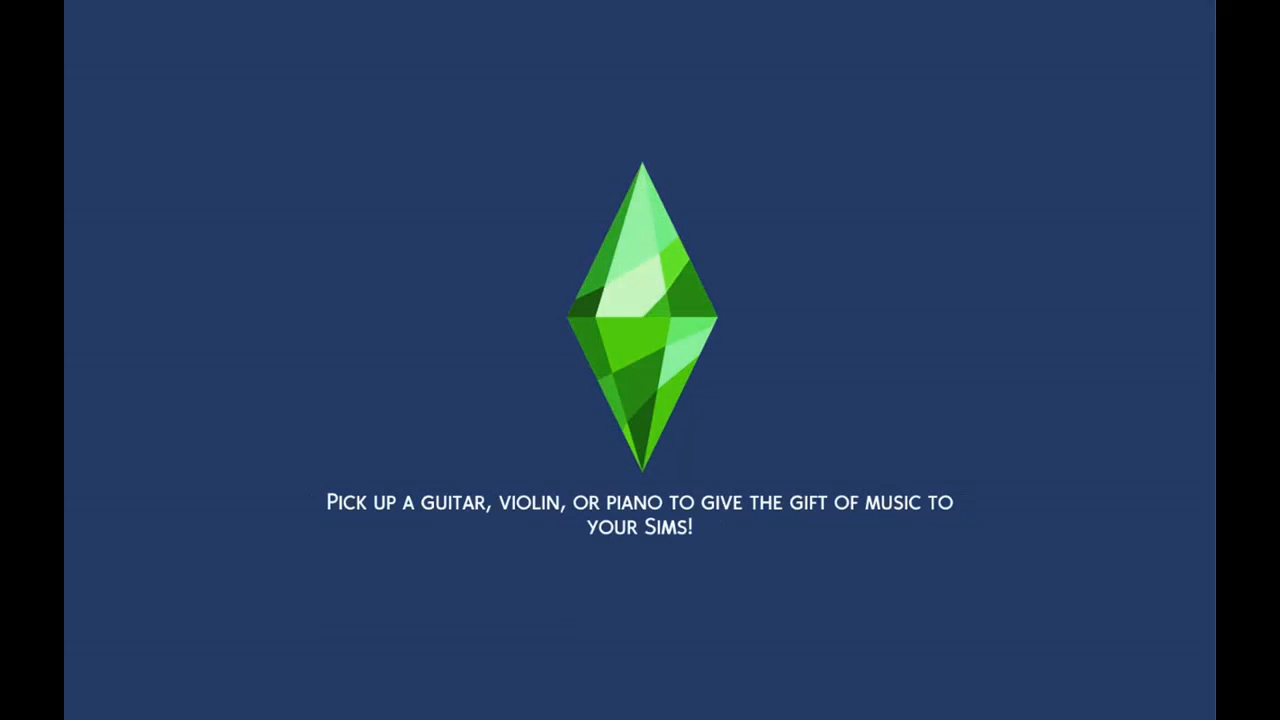 Pick up a guitar, violin, or piano to give the gift of music to
your Sims!